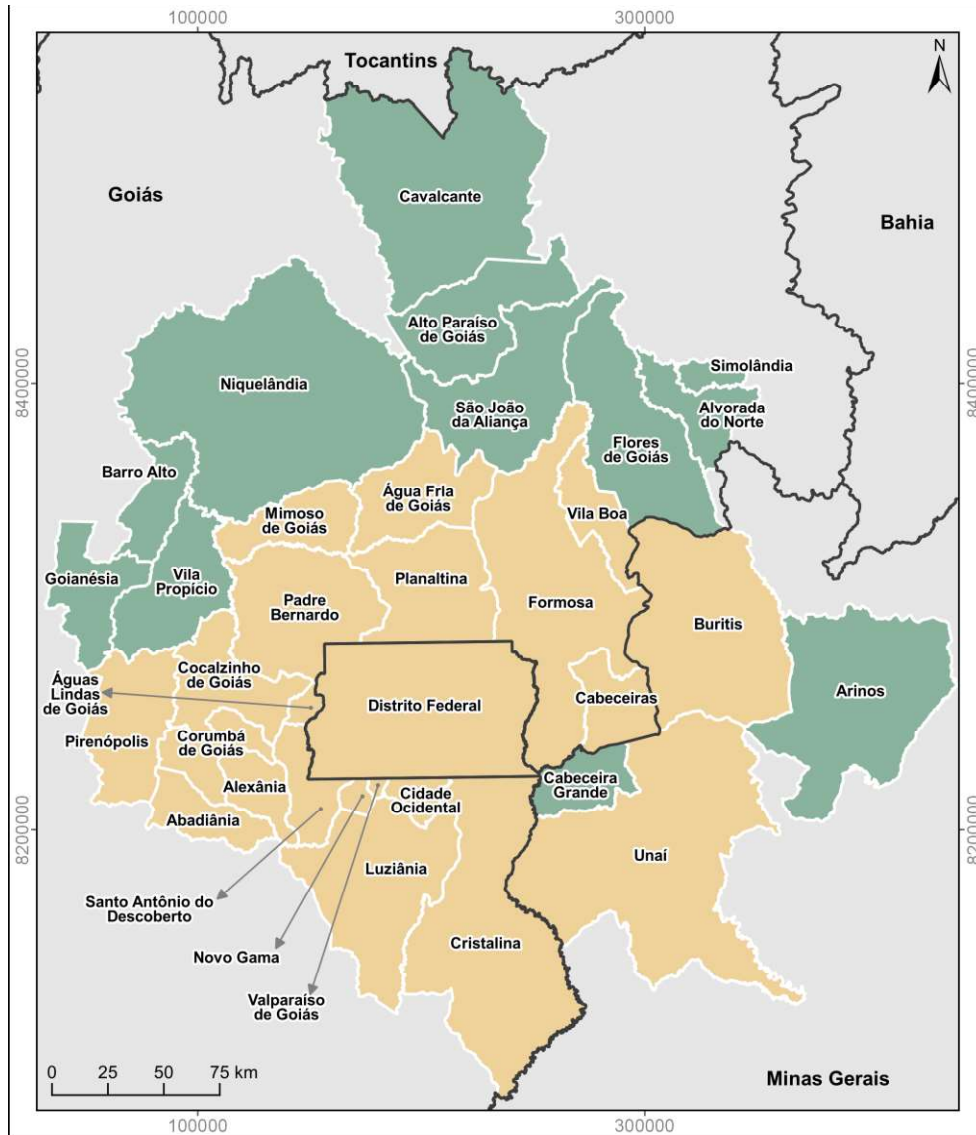 100000
300000
Tocantins
N
Goiás
Cavalcante
Bahia
Alto Paraíso
de Goiás
8400000
Niquelândia
São João
da Aliança
Simolândia
8400000
Alvorada
do Norte
Flores
de Goiás
Barro Alto
Água Fria
de Goiás
Mimoso
de Goiás
Vila Boa
Goianésia
Vila
Propício
Planaltina
Padre
Bernardo
Formosa
Buritis
Águas
Lindas
de Goiás
Cocalzinho
de Goiás
Distrito Federal
Cabeceiras
Arinos
Pirenópolis
Corumbá
de Goiás
Alexânia
Cidade
Ocidental
Cabeceira
Grande
Abadiânia
8200000
8200000
Luziânia
Unaí
Santo Antônio do
Descoberto
Novo Gama
Cristalina
Valparaíso
de Goiás
0 25 50 75 km
Minas Gerais
100000
300000